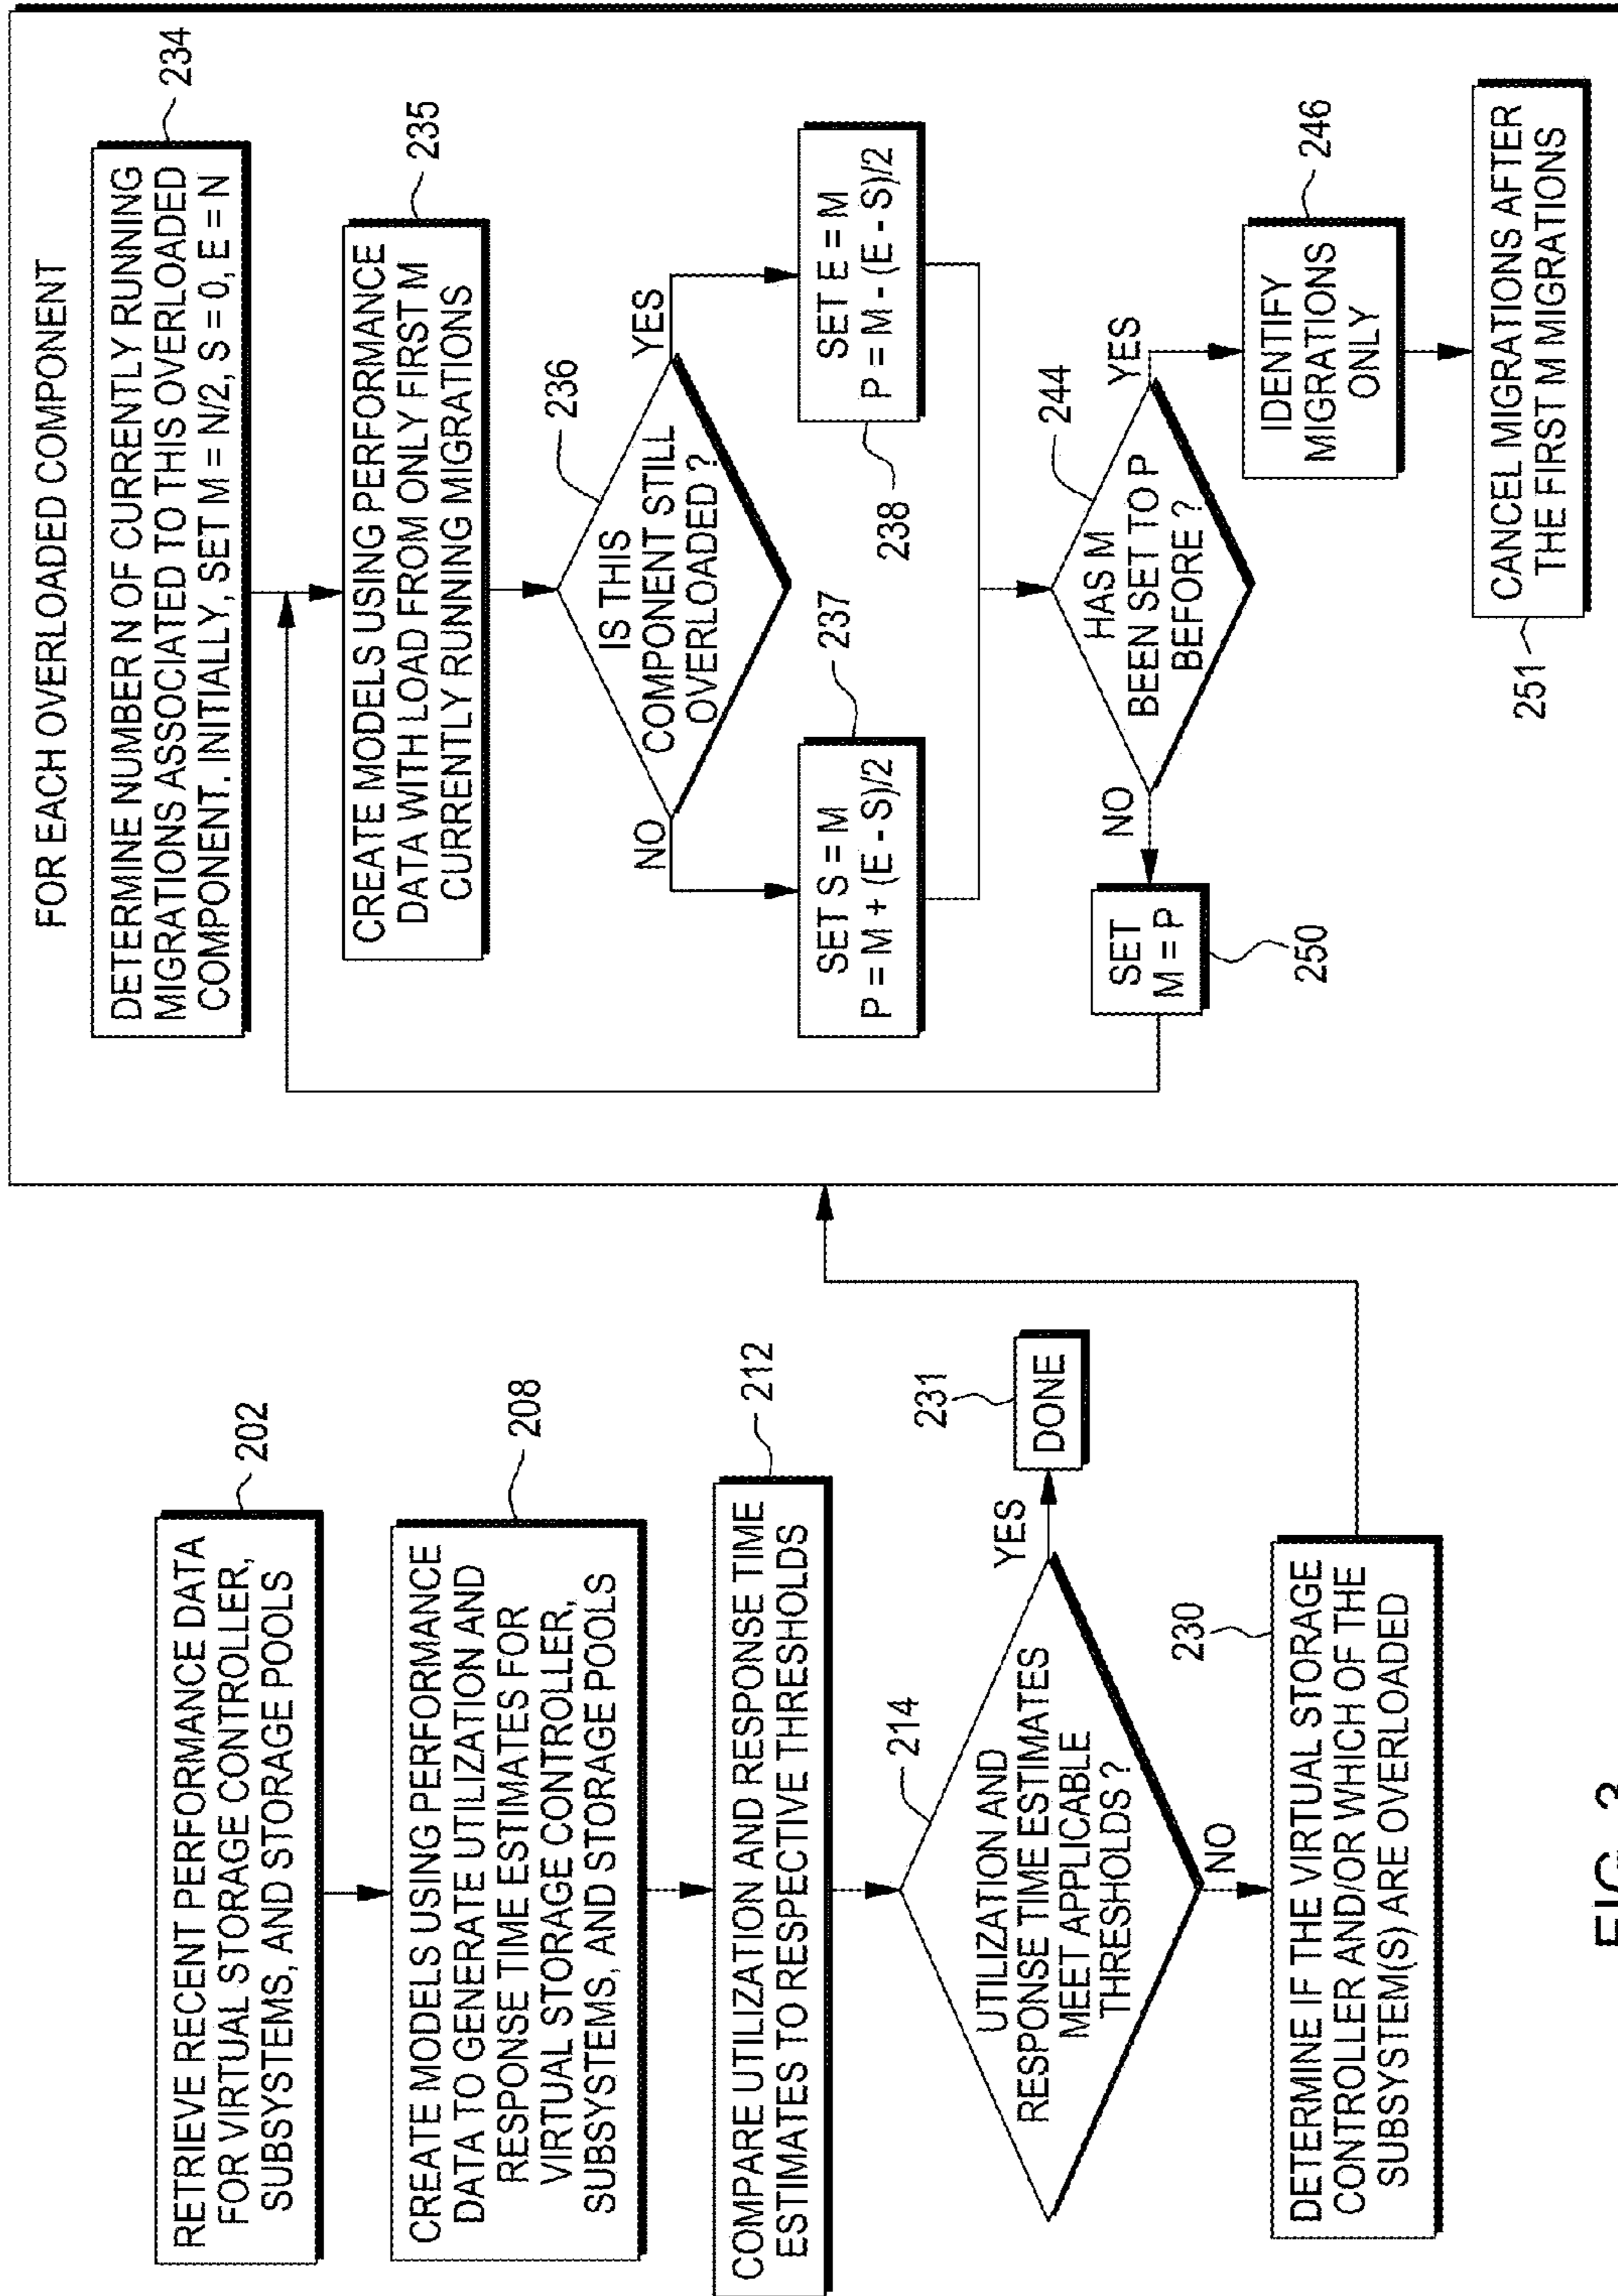 RETRIEVE RECENT PERFORMANCE DATA
FOR VIRTUAL STORAGE CONTROLLER,
SUBSYSTEMS, AND STORAGE POOLS
202
CREATE MODELS USING PERFORMANCE
DATA TO GENERATE UTILIZATION AND
RESPONSE TIME ESTIMATES FOR
VIRTUAL STORAGE CONTROLLER,
SUBSYSTEMS, AND STORAGE POOLS
208
COMPARE UTILIZATION AND RESPONSE TIME
ESTIMATES TO RESPECTIVE THRESHOLDS
212
UTILIZATION AND
RESPONSE TIME ESTIMATES
MEET APPLICABLE
THRESHOLDS ?
214
YES
DONE
231
NO
DETERMINE IF THE VIRTUAL STORAGE
CONTROLLER AND/OR WHICH OF THE
SUBSYSTEM(S) ARE OVERLOADED
230
FOR EACH OVERLOADED COMPONENT
DETERMINE NUMBER N OF CURRENTLY RUNNING
MIGRATIONS ASSOCIATED TO THIS OVERLOADED
COMPONENT. INITIALLY, SET M = N/2, S = 0, E = N
234
CREATE MODELS USING PERFORMANCE
DATA WITH LOAD FROM ONLY FIRST M
CURRENTLY RUNNING MIGRATIONS
235
IS THIS
COMPONENT STILL
OVERLOADED ?
236
NO
YES
SET S = M
P = M + (E - S)/2
237
SET E = M
P = M - (E - S)/2
238
HAS M
BEEN SET TO P
BEFORE ?
244
NO
YES
SET
M = P
250
IDENTIFY
MIGRATIONS
ONLY
246
CANCEL MIGRATIONS AFTER
THE FIRST M MIGRATIONS
251
FIG. 3